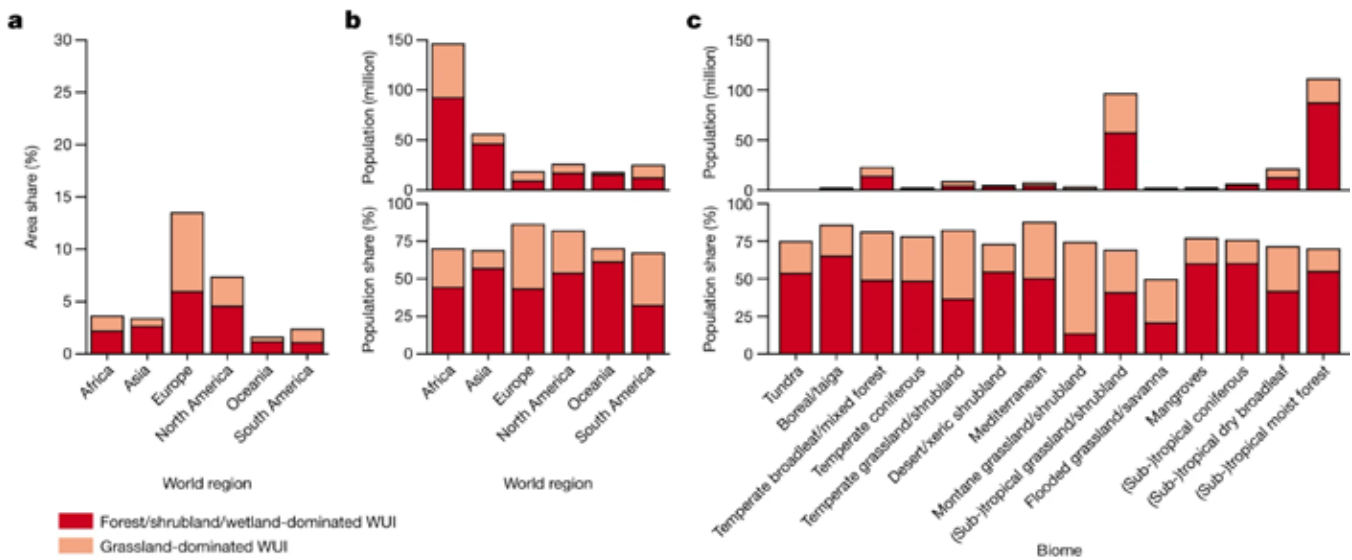 a
30
25
20
15
10
5
0
Area share (%)
Africa
Asia
Europe
North America
Oceania
South America
World region
b
150
100
50
0
Population (million)
100
75
50
25
0
Population share (%)
Africa
Asia
Europe
North America
Oceania
South America
World region
c
150
100
50
0
Population (million)
100
75
50
25
0
Population share (%)
Tundra
Boreal/taiga
Temperate broadleaf/mixed forest
Temperate coniferous
Temperate grassland/shrubland
Desert/xeric shrubland
Mediterranean
Montane grassland/shrubland
(Sub-)tropical grassland/shrubland
Flooded grassland/savanna
Mangroves
(Sub-)tropical coniferous
(Sub-)tropical dry broadleaf
(Sub-)tropical moist forest
Biome
Forest/shrubland/wetland-dominated WUI
Grassland-dominated WUI